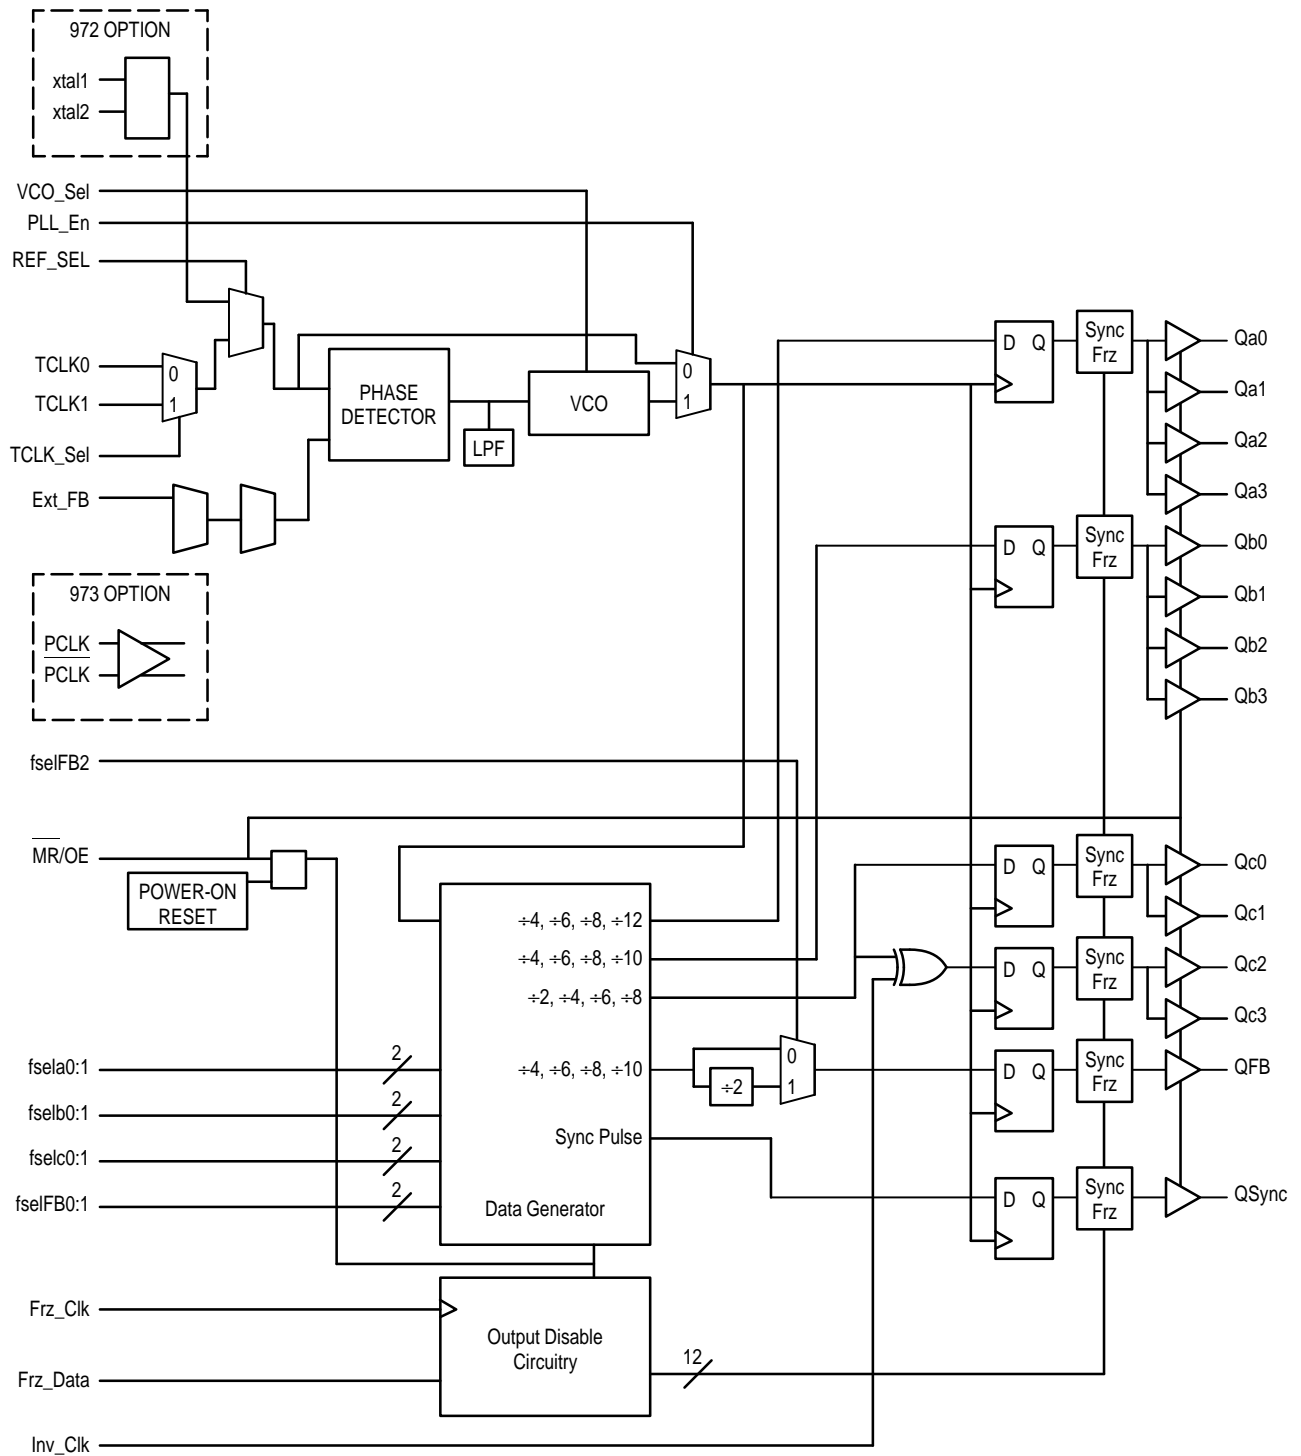 972 OPTION
xtal1
xtal2
VCO_Sel
PLL_En
REF_SEL
TCLK0
TCLK1
TCLK_Sel
Ext_FB
0
1
PHASE
DETECTOR
LPF
VCO
0
1
D Q
Sync
Frz
Qa0
Qa1
Qa2
Qa3
D Q
Sync
Frz
Qb0
Qb1
Qb2
Qb3
973 OPTION
PCLK
PCLK
fselFB2
MR/OE
POWER-ON
RESET
÷4, ÷6, ÷8, ÷12
÷4, ÷6, ÷8, ÷10
÷2, ÷4, ÷6, ÷8
÷4, ÷6, ÷8, ÷10
Sync Pulse
Data Generator
0
÷2
1
D Q
Sync
Frz
Qc0
Qc1
D Q
Sync
Frz
Qc2
Qc3
D Q
Sync
Frz
QFB
D Q
Sync
Frz
QSync
fsela0:1
2
fselb0:1
2
fselc0:1
2
fselFB0:1
2
Frz_Clk
Output Disable
Circuitry
12
Frz_Data
Inv_Clk